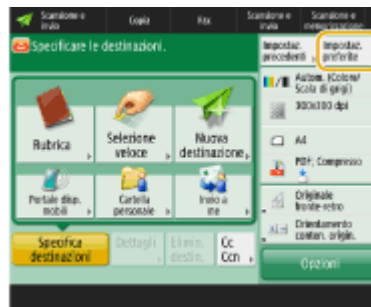 Scansione e
invio
Copia
Fax
Scansione e
invio
Scansione e
memorizzazione
Specificare le destinazioni.
Impostaz.
precedenti
Impostaz.
preferite
Autom. (Colore/
Scala di grigi)
300x300 dpi
A4
PDF; Compresso
Originale
fronte-retro
Orientamento
conten. origin.
Opzioni
Rubrica
Selezione
veloce
Nuova
destinazione
Portale disp.
mobili
Cartella
personale
Invio a
me
Specifica
destinazioni
Dettagli
Elimin.
destin.
Cc
Ccn